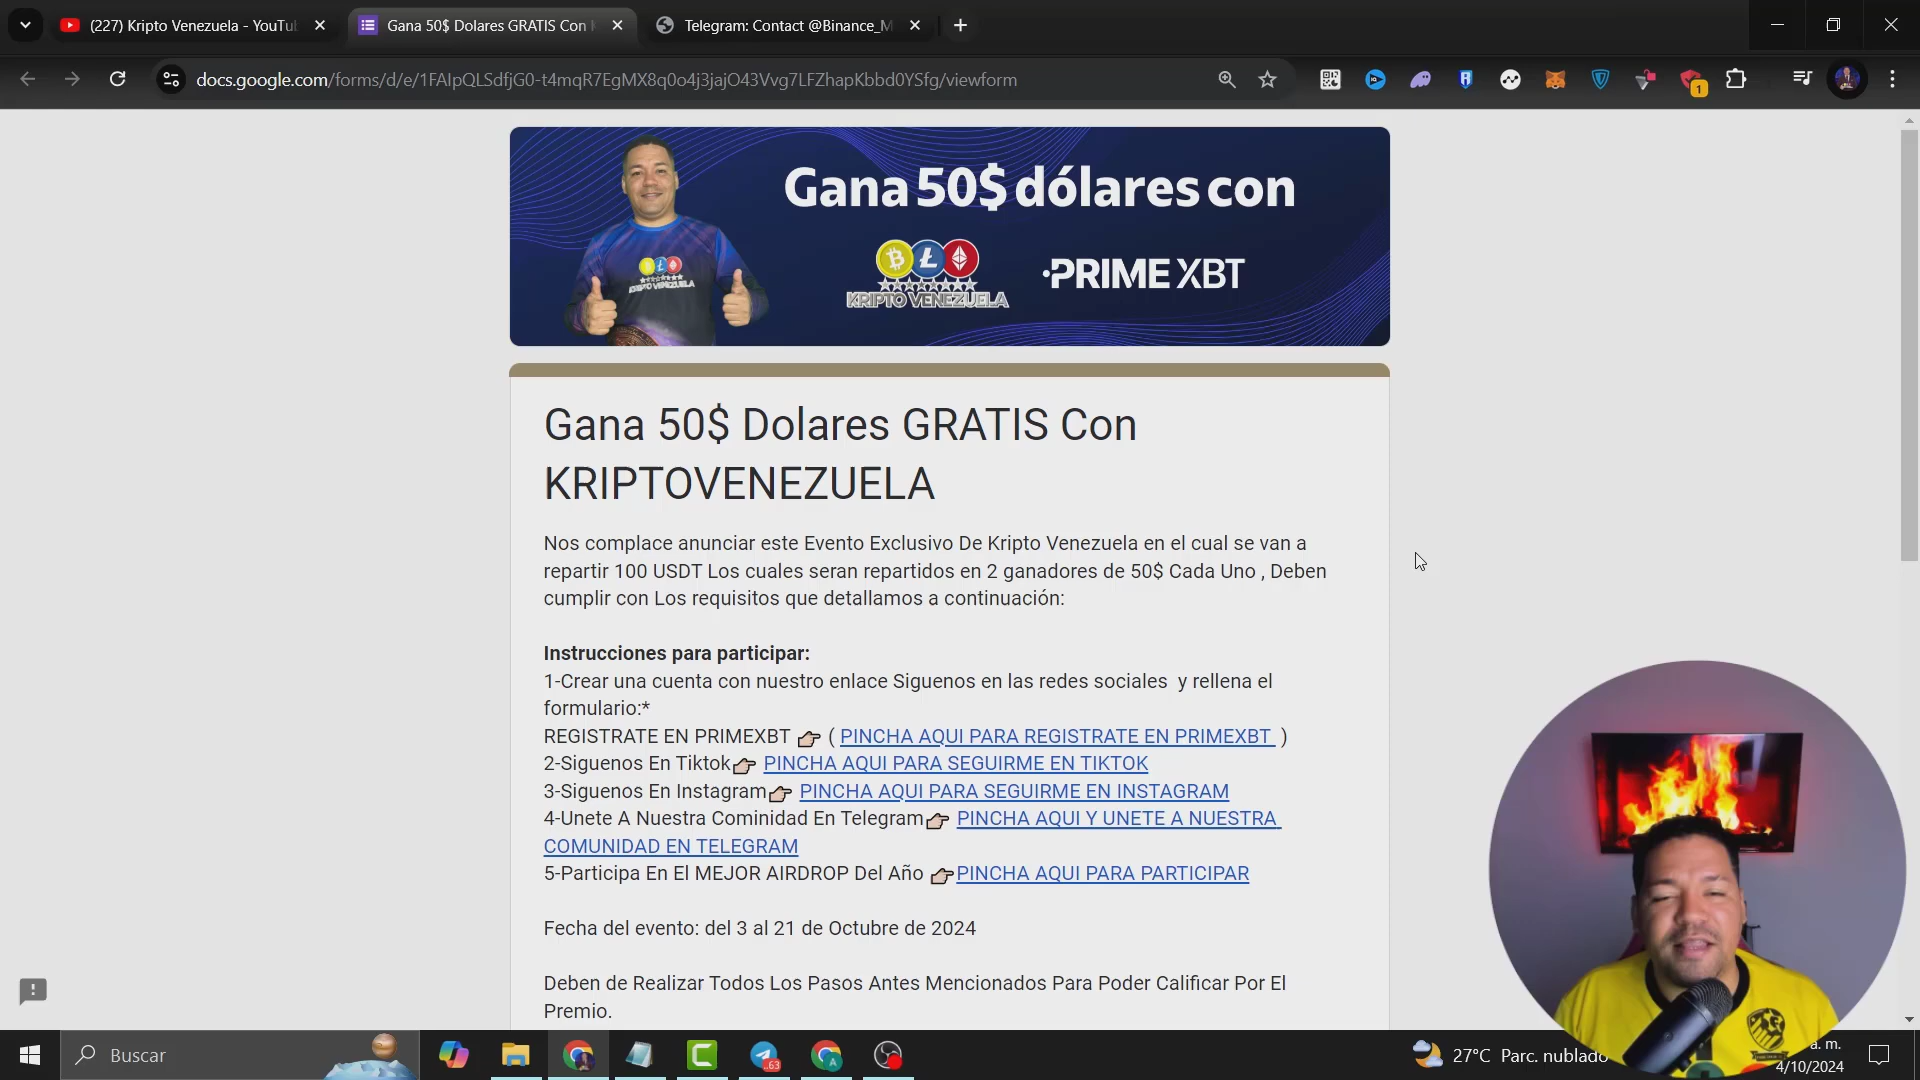 (227) Kripto Venezuela - YouTu
Gana 50$ Dolares GRATIS Con
Telegram: Contact @Binance_M
docs.google.com/forms/d/e/1FAIpQLSdfjG0-t4mqR7EgMX8q0o4j3jajO43Vvg7LFZhapKbbd0YSfg/viewform
1
Gana 50$ dólares con
KRIPTO VENEZUELA
PRIME XBT
KRIPTO VENEZUELA
Gana 50$ Dolares GRATIS Con
KRIPTOVENEZUELA
Nos complace anunciar este Evento Exclusivo De Kripto Venezuela en el cual se van a
repartir 100 USDT Los cuales seran repartidos en 2 ganadores de 50$ Cada Uno , Deben
cumplir con Los requisitos que detallamos a continuación:
Instrucciones para participar:
1-Crear una cuenta con nuestro enlace Siguenos en las redes sociales  y rellena el
formulario:*
REGISTRATE EN PRIMEXBT 👉 ( PINCHA AQUI PARA REGISTRATE EN PRIMEXBT )
2-Siguenos En Tiktok👉 PINCHA AQUI PARA SEGUIRME EN TIKTOK
3-Siguenos En Instagram👉 PINCHA AQUI PARA SEGUIRME EN INSTAGRAM
4-Unete A Nuestra Cominidad En Telegram👉 PINCHA AQUI Y UNETE A NUESTRA
COMUNIDAD EN TELEGRAM
5-Participa En El MEJOR AIRDROP Del Año 👉PINCHA AQUI PARA PARTICIPAR
Fecha del evento: del 3 al 21 de Octubre de 2024
Deben de Realizar Todos Los Pasos Antes Mencionados Para Poder Calificar Por El
Premio.
Buscar
..63
27°C Parc. nublado
a. m.
4/10/2024